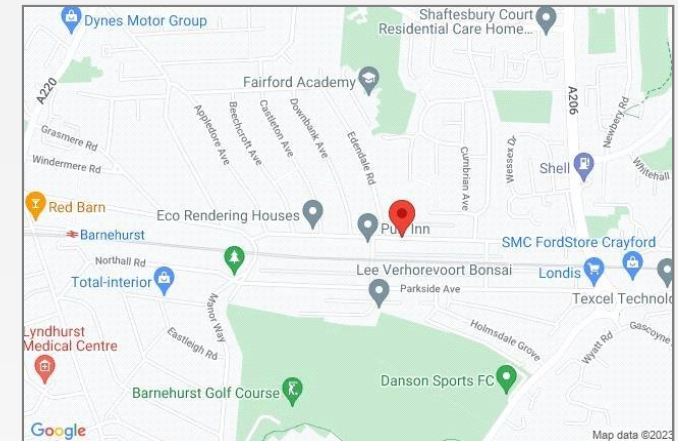 Dynes Motor Group
Shaftesbury Court
Residential Care Home...
A220
Fairford Academy
A206
Newbery Rd
Grasmere Rd
Appledore Ave
Beechcroft Ave
Castleton Ave
Downbank Ave
Edendale Rd
Cumbrian Ave
Wessex Dr
Windermere Rd
Shell
Whitehall
Red Barn
Eco Rendering Houses
Inn
Barnehurst
SMC FordStore Crayford
Northall Rd
Lee Verhorevoort Bonsai
Londis
Total-interior
Parkside Ave
Texcel Technolo
Manor Way
Lyndhurst
Medical Centre
Eastleigh Rd
Holmsdale Grove
Wyatt Rd
Gascoyne
Barnehurst Golf Course
Danson Sports FC
Google
Map data ©2023